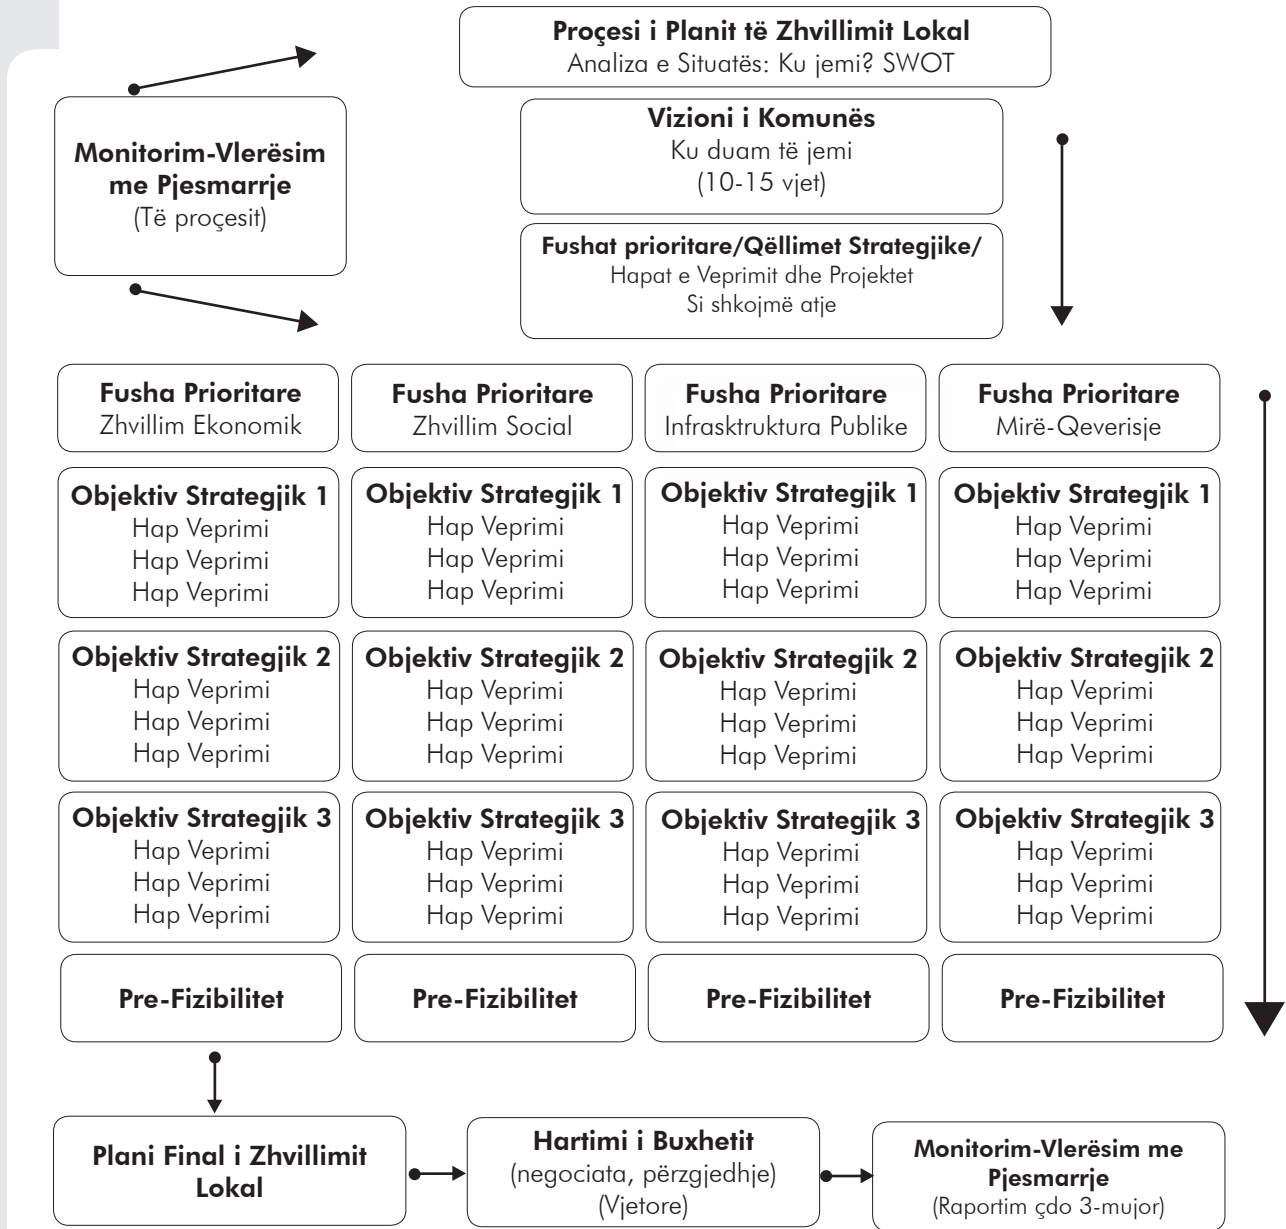 Proçesi i Planit të Zhvillimit Lokal
Analiza e Situatës: Ku jemi? SWOT
Monitorim-Vlerësim
me Pjesmarrje
(Të proçesit)
Vizioni i Komunës
Ku duam të jemi
(10-15 vjet)
Fushat prioritare/Qëllimet Strategjike/
Hapat e Veprimit dhe Projektet
Si shkojmë atje
Fusha Prioritare
Zhvillim Ekonomik
Fusha Prioritare
Zhvillim Social
Fusha Prioritare
Infrasktruktura Publike
Fusha Prioritare
Mirë-Qeverisje
Objektiv Strategjik 1
Hap Veprimi
Hap Veprimi
Hap Veprimi
Objektiv Strategjik 1
Hap Veprimi
Hap Veprimi
Hap Veprimi
Objektiv Strategjik 1
Hap Veprimi
Hap Veprimi
Hap Veprimi
Objektiv Strategjik 1
Hap Veprimi
Hap Veprimi
Hap Veprimi
Objektiv Strategjik 2
Hap Veprimi
Hap Veprimi
Hap Veprimi
Objektiv Strategjik 2
Hap Veprimi
Hap Veprimi
Hap Veprimi
Objektiv Strategjik 2
Hap Veprimi
Hap Veprimi
Hap Veprimi
Objektiv Strategjik 2
Hap Veprimi
Hap Veprimi
Hap Veprimi
Objektiv Strategjik 3
Hap Veprimi
Hap Veprimi
Hap Veprimi
Objektiv Strategjik 3
Hap Veprimi
Hap Veprimi
Hap Veprimi
Objektiv Strategjik 3
Hap Veprimi
Hap Veprimi
Hap Veprimi
Objektiv Strategjik 3
Hap Veprimi
Hap Veprimi
Hap Veprimi
Pre-Fizibilitet
Pre-Fizibilitet
Pre-Fizibilitet
Pre-Fizibilitet
Plani Final i Zhvillimit
Lokal
Hartimi i Buxhetit
(negociata, përzgjedhje)
(Vjetore)
Monitorim-Vlerësim me
Pjesmarrje
(Raportim çdo 3-mujor)